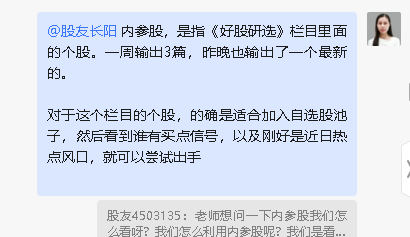 @股友长阳 内参股，是指《好股研选》栏目里面
的个股。一周输出3篇，昨晚也输出了一个最新
的。
对于这个栏目的个股，的确是适合加入自选股池
子，然后看到谁有买点信号，以及刚好是近日热
点风口，就可以尝试出手
股友4503135：老师想问一下内参股我们怎
么看呀？我们怎么利用内参股呢？我们是看...